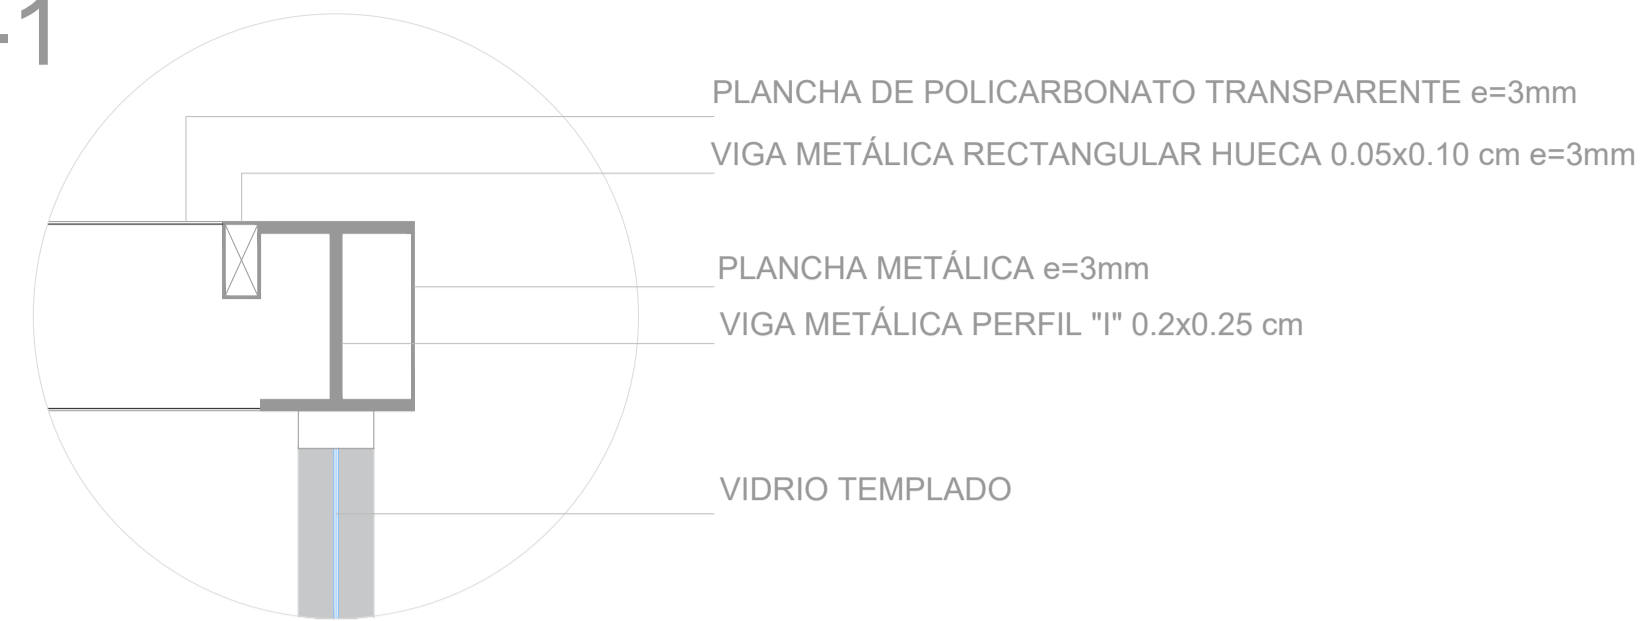 -1
PLANCHA DE POLICARBONATO TRANSPARENTE e=3mm
VIGA METÁLICA RECTANGULAR HUECA 0.05x0.10 cm e=3mm
PLANCHA METÁLICA e=3mm
VIGA METÁLICA PERFIL "I" 0.2x0.25 cm
VIDRIO TEMPLADO